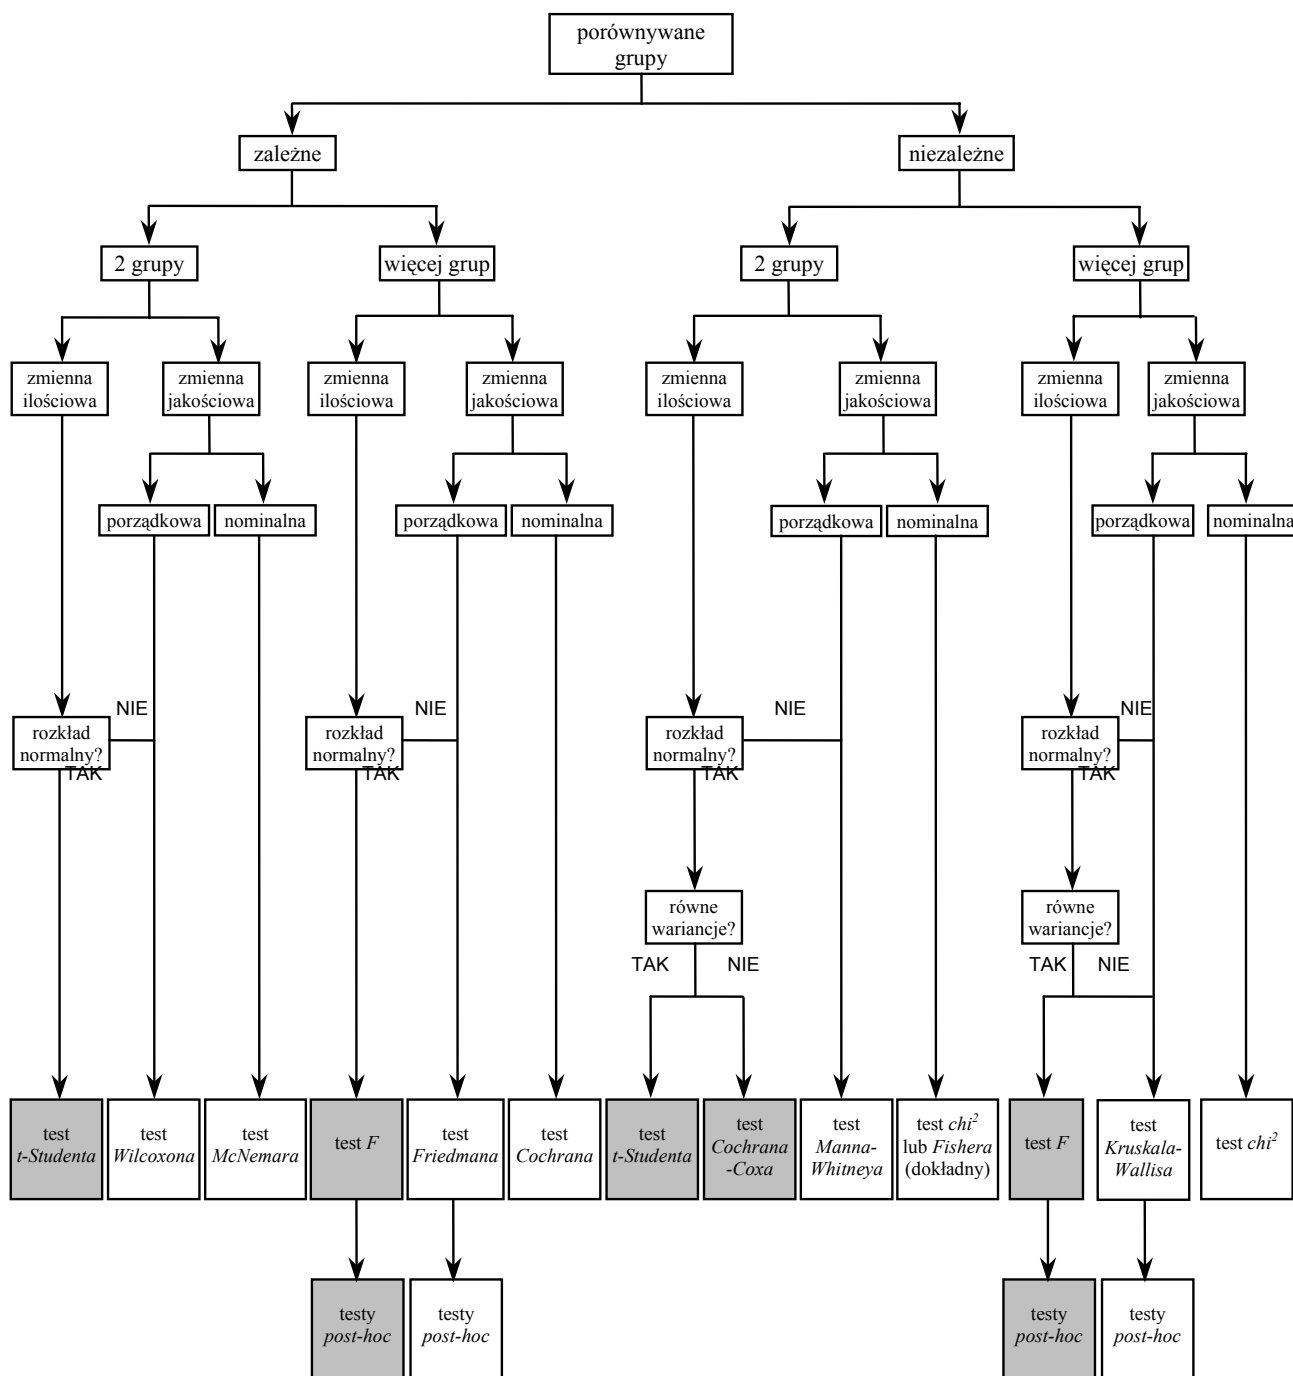 porównywane
grupy
zależne
niezależne
2 grupy
więcej grup
2 grupy
więcej grup
zmienna
ilościowa
zmienna
jakościowa
zmienna
ilościowa
zmienna
jakościowa
zmienna
ilościowa
zmienna
jakościowa
zmienna
ilościowa
zmienna
jakościowa
porządkowa
nominalna
porządkowa
nominalna
porządkowa
nominalna
porządkowa
nominalna
rozkład
normalny?
NIE
TAK
rozkład
normalny?
NIE
TAK
rozkład
normalny?
NIE
TAK
rozkład
normalny?
NIE
TAK
równe
wariancje?
TAK
NIE
równe
wariancje?
TAK
NIE
test
t-Studenta
test
Wilcoxona
test
McNemara
test F
test
Friedmana
test
Cochrana
test
t-Studenta
test
Cochrana
-Coxa
test
Manna-
Whitneya
test chi²
lub Fishera
(dokładny)
test F
test
Kruskala-
Wallisa
test chi²
testy
post-hoc
testy
post-hoc
testy
post-hoc
testy
post-hoc